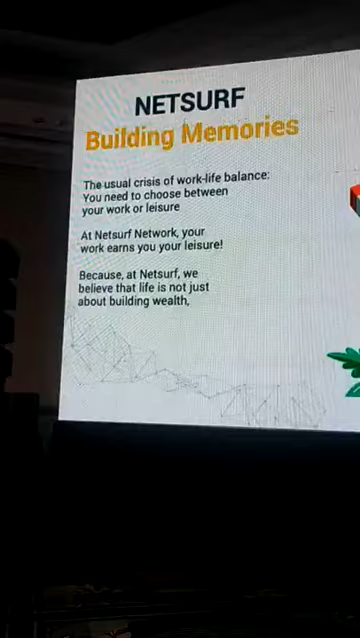 NETSURF
Building Memories
The usual crisis of work-life balance:
You need to choose between
your work or leisure
At Netsurf Network, your
work earns you your leisure!
Because, at Netsurf, we
believe that life is not just
about building wealth,